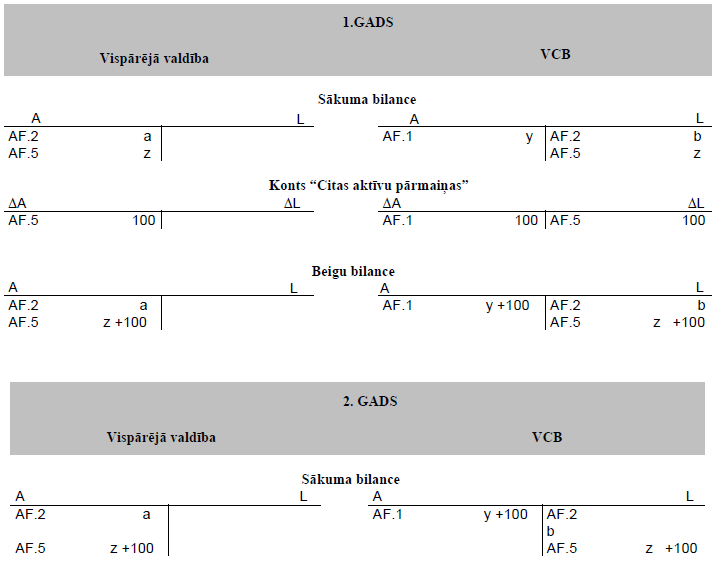 1.GADS
Vispārējā valdība VCB
Sākuma bilance
A L A L
AF.2 a AF.1 y AF.2 b
AF.5 z AF.5 z
Konts “Citas aktīvu pārmaiņas”
ΔA ΔL ΔA ΔL
AF.5 100 AF.1 100 AF.5 100
Beigu bilance
A L A L
AF.2 a AF.1 y +100 AF.2 b
AF.5 z +100 AF.5 z +100
2. GADS
Vispārējā valdība VCB
Sākuma bilance
A L A L
AF.2 a AF.1 y +100 AF.2
b
AF.5 z +100 AF.5 z +100